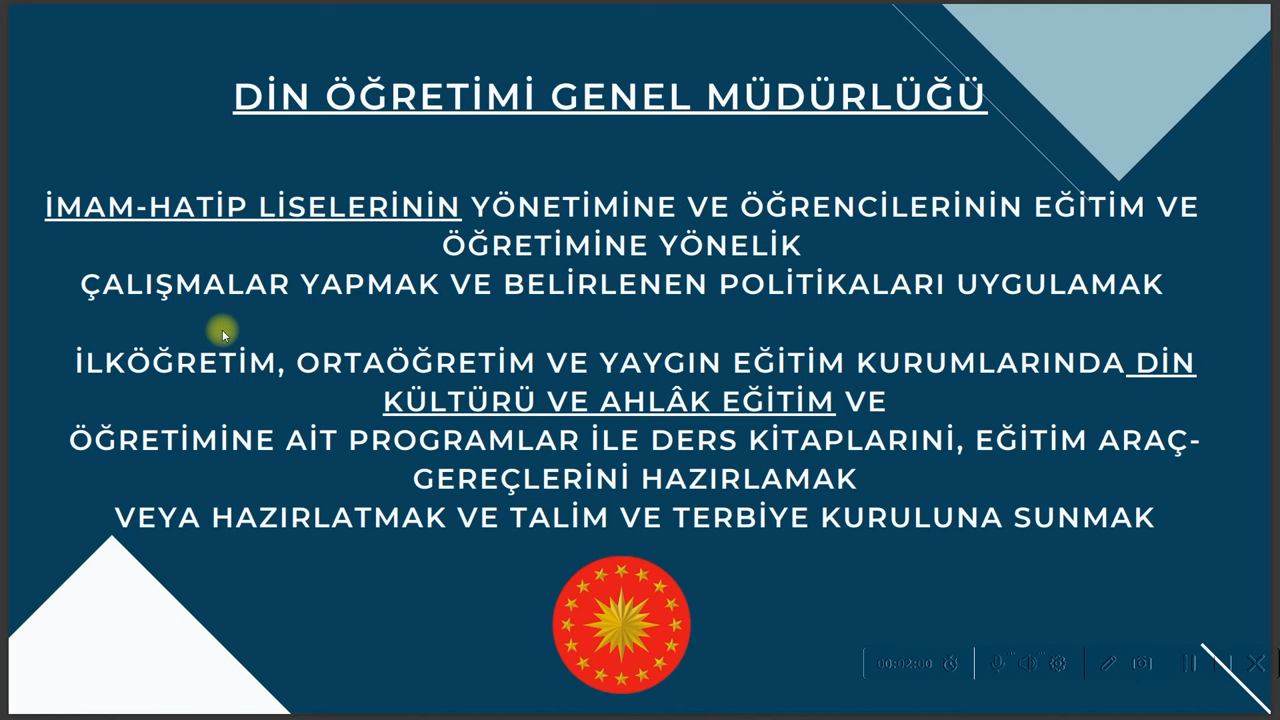 DİN ÖĞRETİMİ GENEL MÜDÜRLÜĞÜ
İMAM-HATİP LİSELERİNİN YÖNETİMİNE VE ÖĞRENCİLERİNİN EĞİTİM VE
ÖĞRETİMİNE YÖNELİK
ÇALIŞMALAR YAPMAK VE BELİRLENEN POLİTİKALARI UYGULAMAK
İLKÖĞRETİM, ORTAÖĞRETİM VE YAYGIN EĞİTİM KURUMLARINDA DİN
KÜLTÜRÜ VE AHLÂK EĞİTİM VE
ÖĞRETİMİNE AİT PROGRAMLAR İLE DERS KİTAPLARINİ, EĞİTİM ARAÇ-
GEREÇLERİNİ HAZIRLAMAK
VEYA HAZIRLATMAK VE TALİM VE TERBİYE KURULUNA SUNMAK
00:02:00